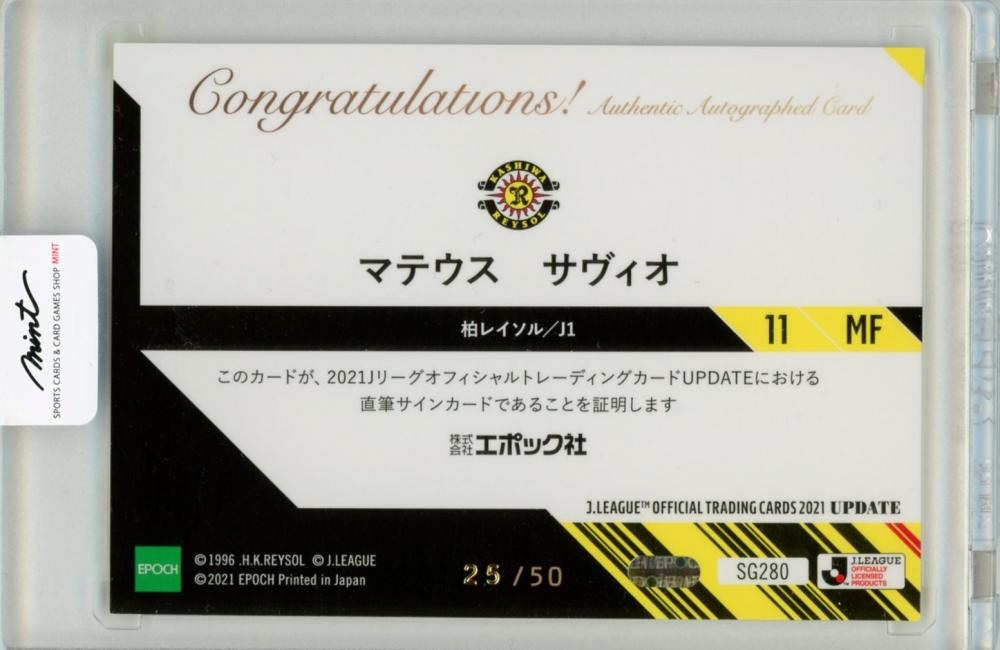 Congratulations! Authentic Autographed Card
KASHIWA
R
REYSOL
マテウス サヴィオ
柏レイソル/J1
11 MF
このカードが、2021Jリーグオフィシャルトレーディングカード UPDATEにおける
直筆サインカードであることを証明します
株式会社エポック社
J.LEAGUE™ OFFICIAL TRADING CARDS 2021 UPDATE
EPOCH
©1996 .H.K.REYSOL ©J.LEAGUE
©2021 EPOCH Printed in Japan
25/50
SG280
J.LEAGUE
OFFICIALLY
LICENSED
PRODUCTS
mint
SPORTS CARDS & CARD GAMES SHOP MINT